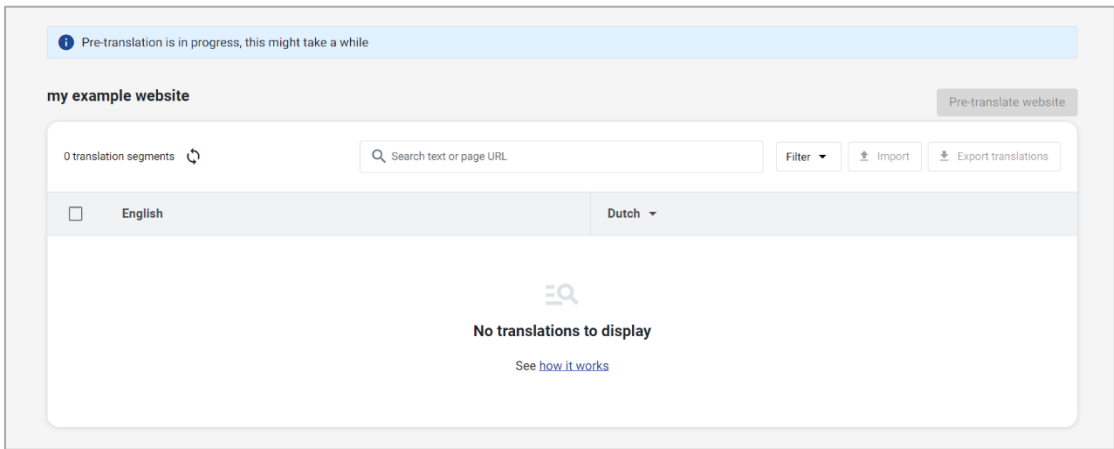 Pre-translation is in progress, this might take a while
my example website
Pre-translate website
0 translation segments
Search text or page URL
Filter
Import
Export translations
English
Dutch
No translations to display
See how it works